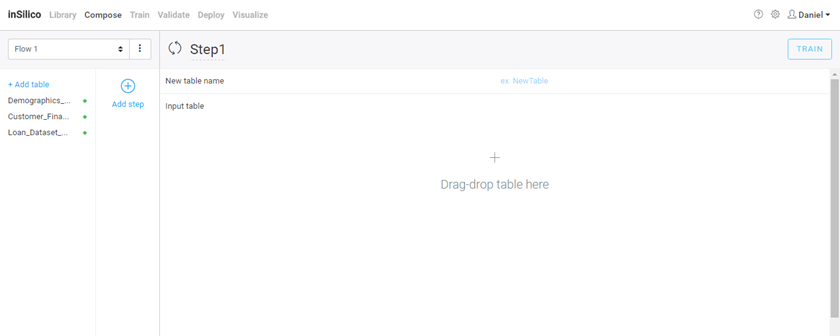 inSilico Library Compose Train Validate Deploy Visualize Daniel
Flow 1
Step1
TRAIN
+ Add table
Demographics_...
Customer_Fina...
Loan_Dataset_...
Add step
New table name
ex: NewTable
Input table
Drag-drop table here